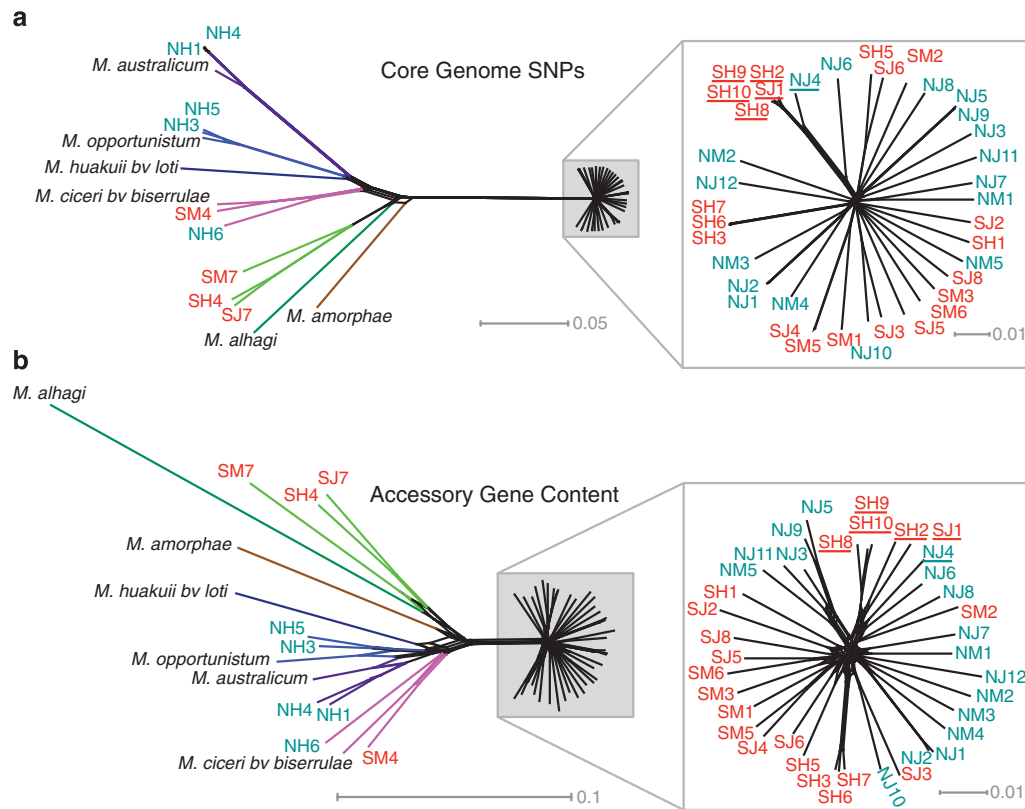 a
Core Genome SNPs
NH4
NH1
M. australicum
NH5
NH3
M. opportunistum
M. huakuii bv loti
M. ciceri bv biserrulae
SM4
NH6
SM7
SH4
SJ7
M. alhagi
M. amorphae
0.05
SH5
SM2
SJ6
NJ6
SH9
SH2
NJ4
SH10
SJ1
SH8
NJ8
NJ5
NJ9
NJ3
NM2
NJ11
NJ12
NJ7
NM1
SH7
SH6
SH3
SJ2
SH1
NM3
NM5
NJ2
NJ1
NM4
SJ8
SM3
SM6
SJ4
SM5
SM1
NJ10
SJ3
SJ5
0.01
b
Accessory Gene Content
M. alhagi
SM7
SJ7
SH4
M. amorphae
M. huakuii bv loti
NH5
NH3
M. opportunistum
M. australicum
NH4
NH1
NH6
M. ciceri bv biserrulae
SM4
0.1
NJ5
SH9
NJ9
SH10
SH8
SH2
SJ1
NJ11
NJ3
NJ4
NM5
NJ6
SH1
NJ8
SJ2
SM2
SJ8
NJ7
SJ5
NM1
SM6
NJ12
SM3
NM2
SM1
NM3
SM5
NM4
SJ4
SJ6
NJ2
NJ1
SH5
SH3
SH7
SH6
NJ10
SJ3
0.01